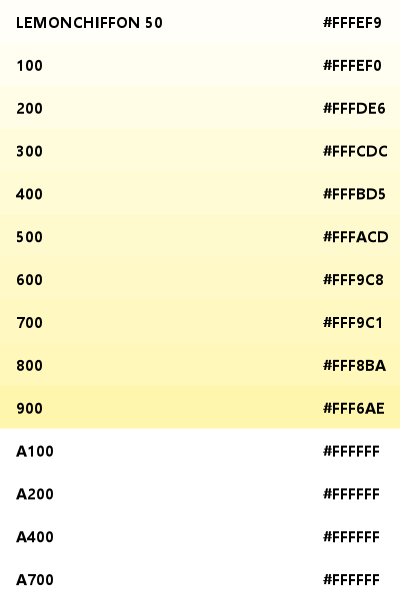 LEMONCHIFFON 50 #FFFEF9
100 #FFFEF0
200 #FFFDE6
300 #FFFCDC
400 #FFFBD5
500 #FFFACD
600 #FFF9C8
700 #FFF9C1
800 #FFF8BA
900 #FFF6AE
A100 #FFFFFF
A200 #FFFFFF
A400 #FFFFFF
A700 #FFFFFF